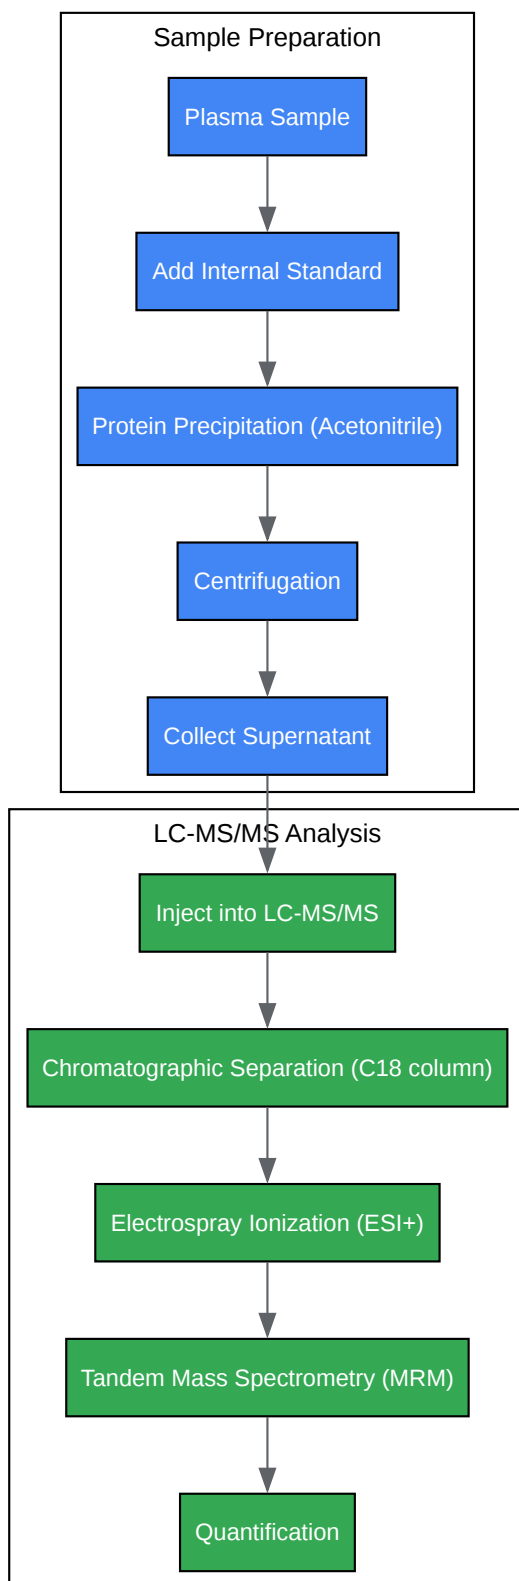 Sample Preparation
Plasma Sample
Add Internal Standard
Protein Precipitation (Acetonitrile)
Centrifugation
Collect Supernatant
LC-MS/MS Analysis
Inject into LC-MS/MS
Chromatographic Separation (C18 column)
Electrospray Ionization (ESI+)
Tandem Mass Spectrometry (MRM)
Quantification